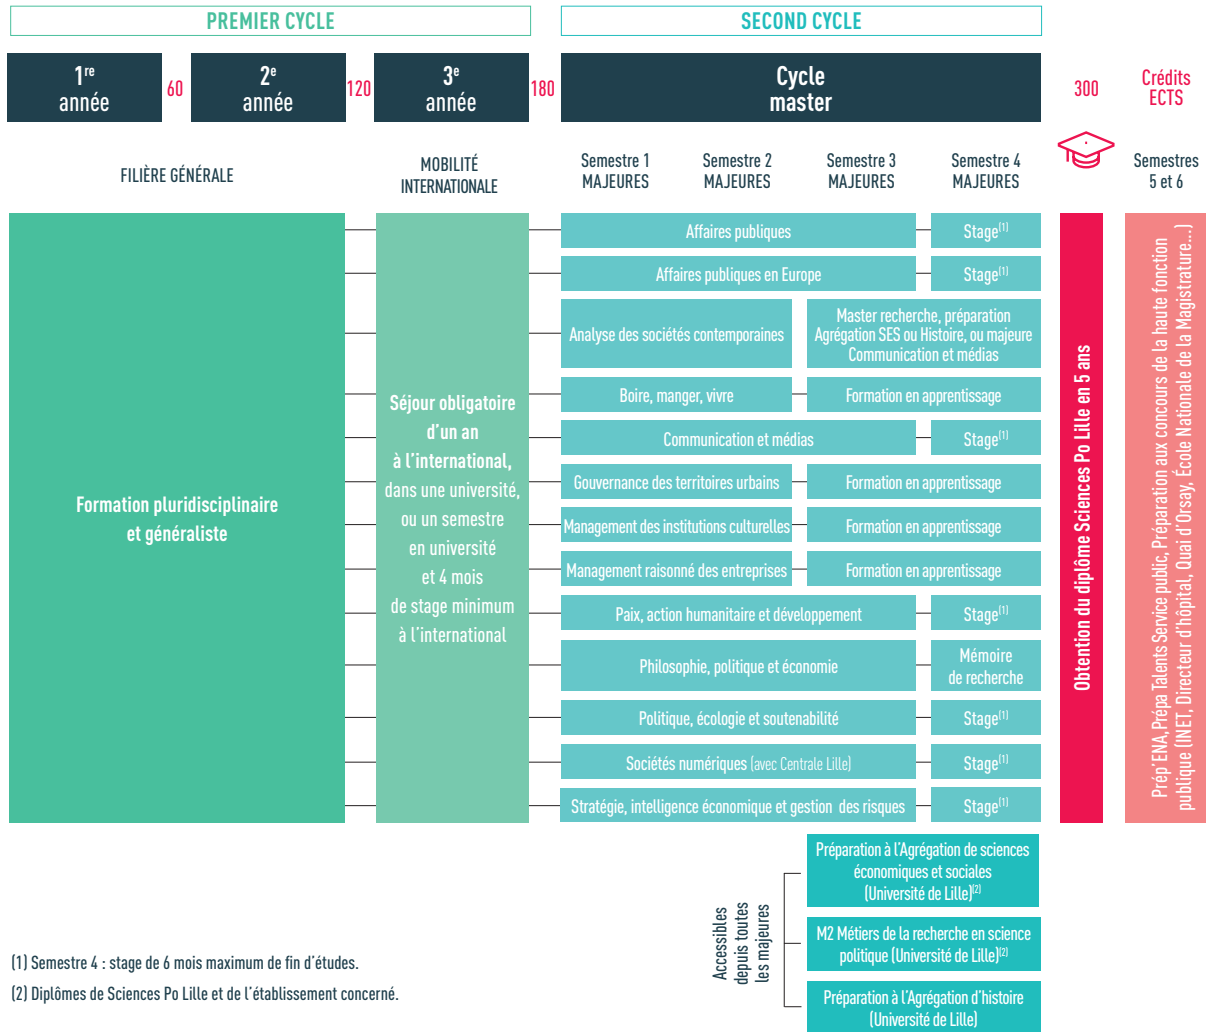 PREMIER CYCLE
SECOND CYCLE
1re
année
60
2e
année
120
3e
année
180
Cycle
master
300
Crédits
ECTS
FILIÈRE GÉNÉRALE
MOBILITÉ
INTERNATIONALE
Semestre 1
MAJEURES
Semestre 2
MAJEURES
Semestre 3
MAJEURES
Semestre 4
MAJEURES
Semestres
5 et 6
Formation pluridisciplinaire
et généraliste
Séjour obligatoire
d'un an
à l'international,
dans une université,
ou un semestre
en université
et 4 mois
de stage minimum
à l'international
Affaires publiques
Stage(1)
Affaires publiques en Europe
Stage(1)
Analyse des sociétés contemporaines
Master recherche, préparation
Agrégation SES ou Histoire, ou majeure
Communication et médias
Boire, manger, vivre
Formation en apprentissage
Communication et médias
Stage(1)
Gouvernance des territoires urbains
Formation en apprentissage
Management des institutions culturelles
Formation en apprentissage
Management raisonné des entreprises
Formation en apprentissage
Paix, action humanitaire et développement
Stage(1)
Philosophie, politique et économie
Mémoire
de recherche
Politique, écologie et soutenabilité
Stage(1)
Sociétés numériques (avec Centrale Lille)
Stage(1)
Stratégie, intelligence économique et gestion des risques
Stage(1)
Obtention du diplôme Sciences Po Lille en 5 ans
Prép'ENA,Prépa Talents Service public, Préparation aux concours de la haute fonction
publique (INET, Directeur d'hôpital, Quai d'Orsay, École Nationale de la Magistrature...)
Accessibles
depuis toutes
les majeures
Préparation à l'Agrégation de sciences
économiques et sociales
(Université de Lille)(2)
M2 Métiers de la recherche en science
politique (Université de Lille)(2)
Préparation à l'Agrégation d'histoire
(Université de Lille)
(1) Semestre 4 : stage de 6 mois maximum de fin d'études.
(2) Diplômes de Sciences Po Lille et de l'établissement concerné.